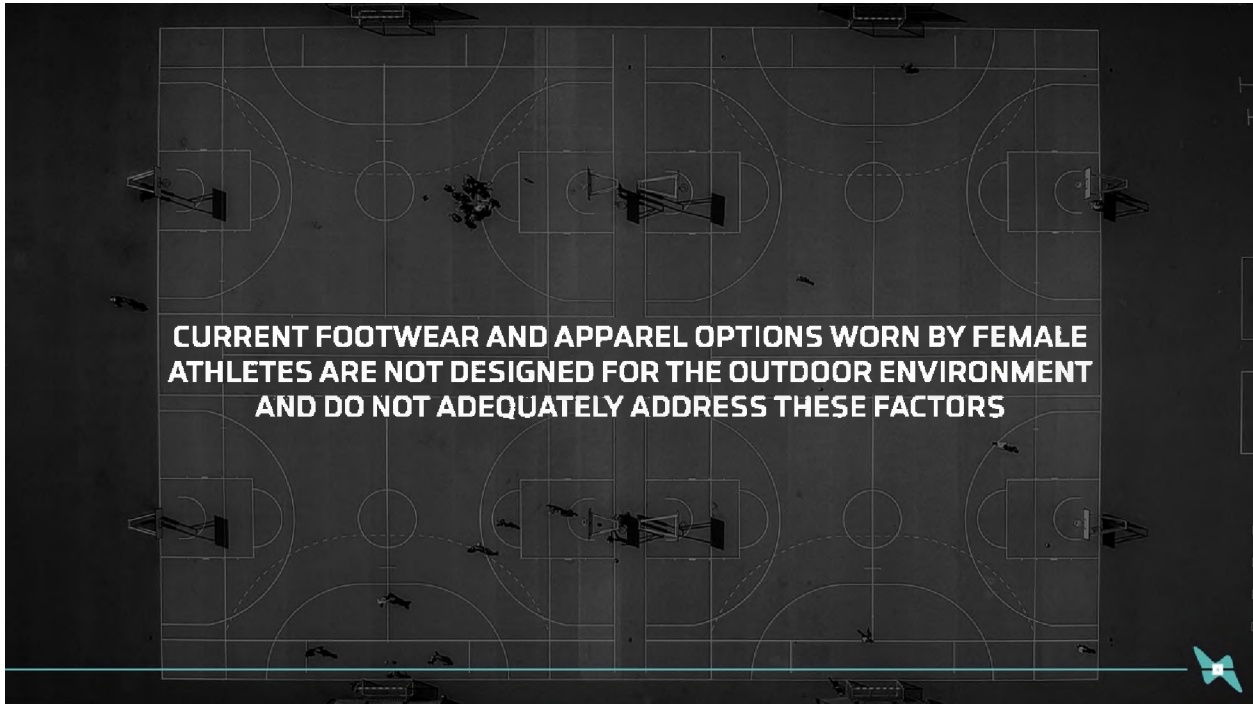 CURRENT FOOTWEAR AND APPAREL OPTIONS WORN BY FEMALE
ATHLETES ARE NOT DESIGNED FOR THE OUTDOOR ENVIRONMENT
AND DO NOT ADEQUATELY ADDRESS THESE FACTORS